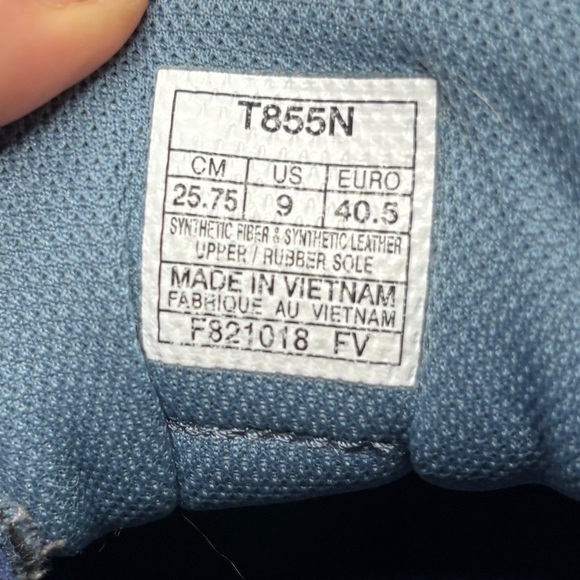 T855N
CM US EURO
25.75 9 40.5
SYNTHETIC FIBER & SYNTHETIC LEATHER
UPPER / RUBBER SOLE
MADE IN VIETNAM
FABRIQUE AU VIETNAM
F821018 FV